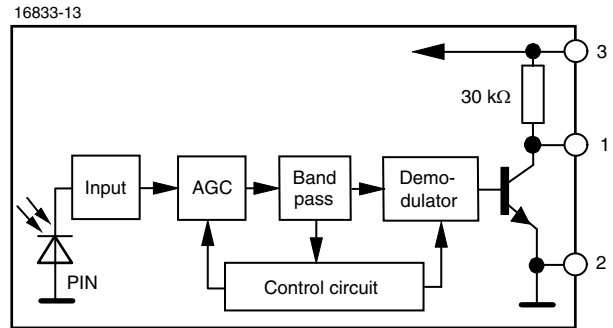 16833-13
3
30 kΩ
1
Input
AGC
Band
pass
Demo-
dulator
2
PIN
Control circuit